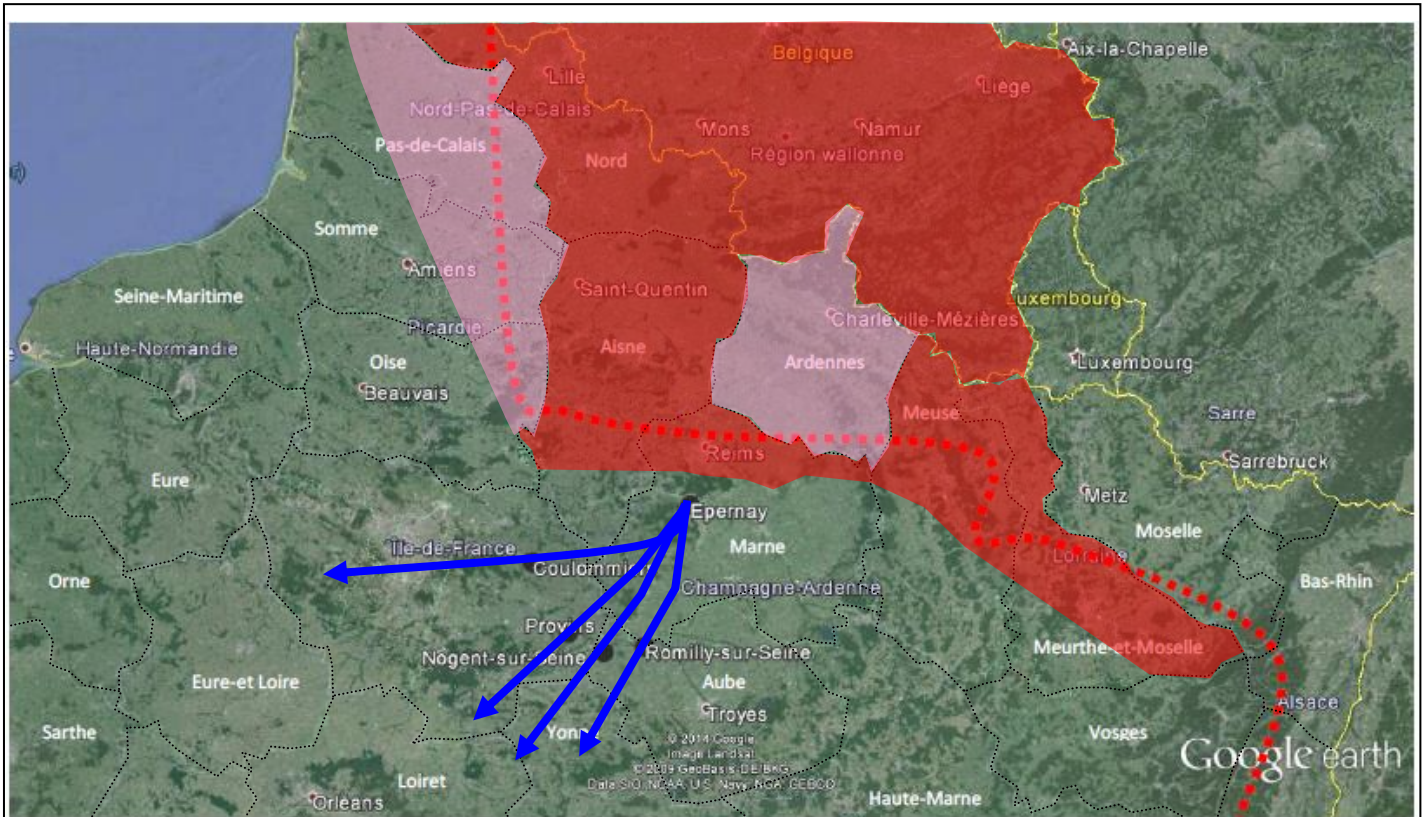 Belgique
Aix-la-Chapelle
Lille
Liège
Nord-Pas-de-Calais
Mons
Namur
Pas-de-Calais
Région wallonne
Nord
Somme
Amiens
Saint-Quentin
Seine-Maritime
Luxembourg
Charleville-Mézières
Picardie
Haute-Normandie
Aisne
Oise
Ardennes
Luxembourg
Beauvais
Meuse
Sarre
Reims
Sarrebruck
Eure
Metz
Epernay
Moselle
Marne
Île-de-France
Lorraine
Coulommiers
Orne
Champagne-Ardenne
Bas-Rhin
Provins
Nogent-sur-Seine
Romilly-sur-Seine
Meurthe-et-Moselle
Eure-et Loire
Aube
Alsace
Troyes
Sarthe
Yonne
Vosges
© 2014 Google
Image Landsat
© 2009 GeoBasis-DE/BKG
Data SIO, NOAA, U.S. Navy, NGA, GEBCO
Google earth
Loiret
Orléans
Haute-Marne